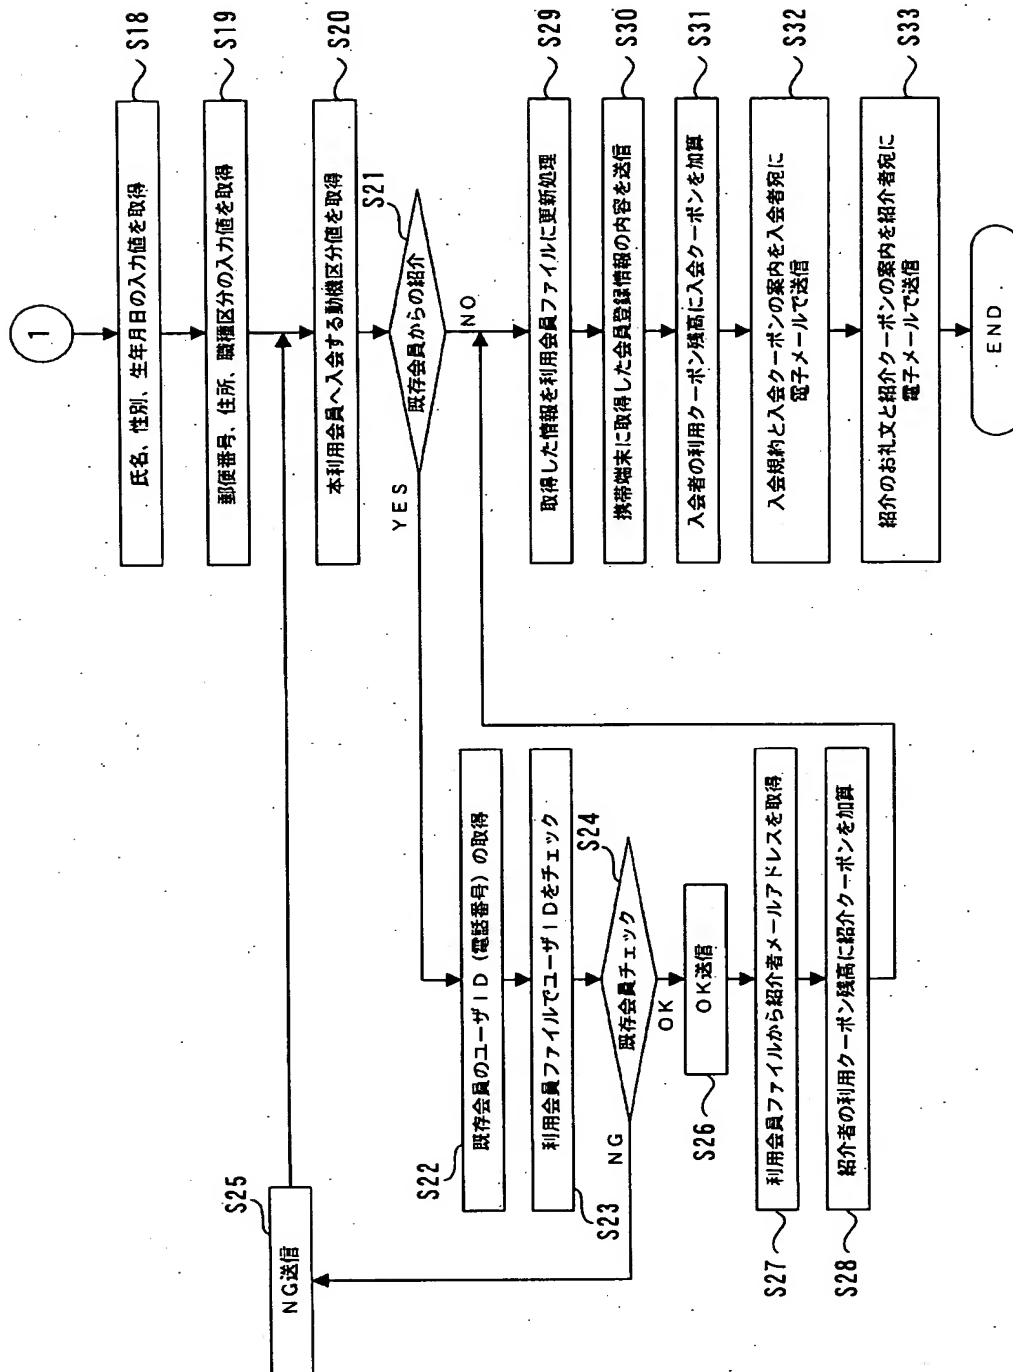 1
氏名、性別、生年月日の入力値を取得
S18
郵便番号、住所、職種区分の入力値を取得
S19
本利用会員へ入会する動機区分値を取得
S20
既存会員からの紹介
S21
YES
NO
既存会員のユーザID(電話番号)の取得
S22
利用会員ファイルでユーザIDをチェック
S23
既存会員チェック
S24
NG
OK
NG送信
S25
OK送信
S26
利用会員ファイルから紹介者メールアドレスを取得
S27
紹介者の利用クーポン残高に紹介クーポンを加算
S28
取得した情報を利用会員ファイルに更新処理
S29
携帯端末に取得した会員登録情報の内容を送信
S30
入会者の利用クーポン残高に入会クーポンを加算
S31
入会規約と入会クーポンの案内を入会者宛に
電子メールで送信
S32
紹介のお礼文と紹介クーポンの案内を紹介者宛に
電子メールで送信
S33
END